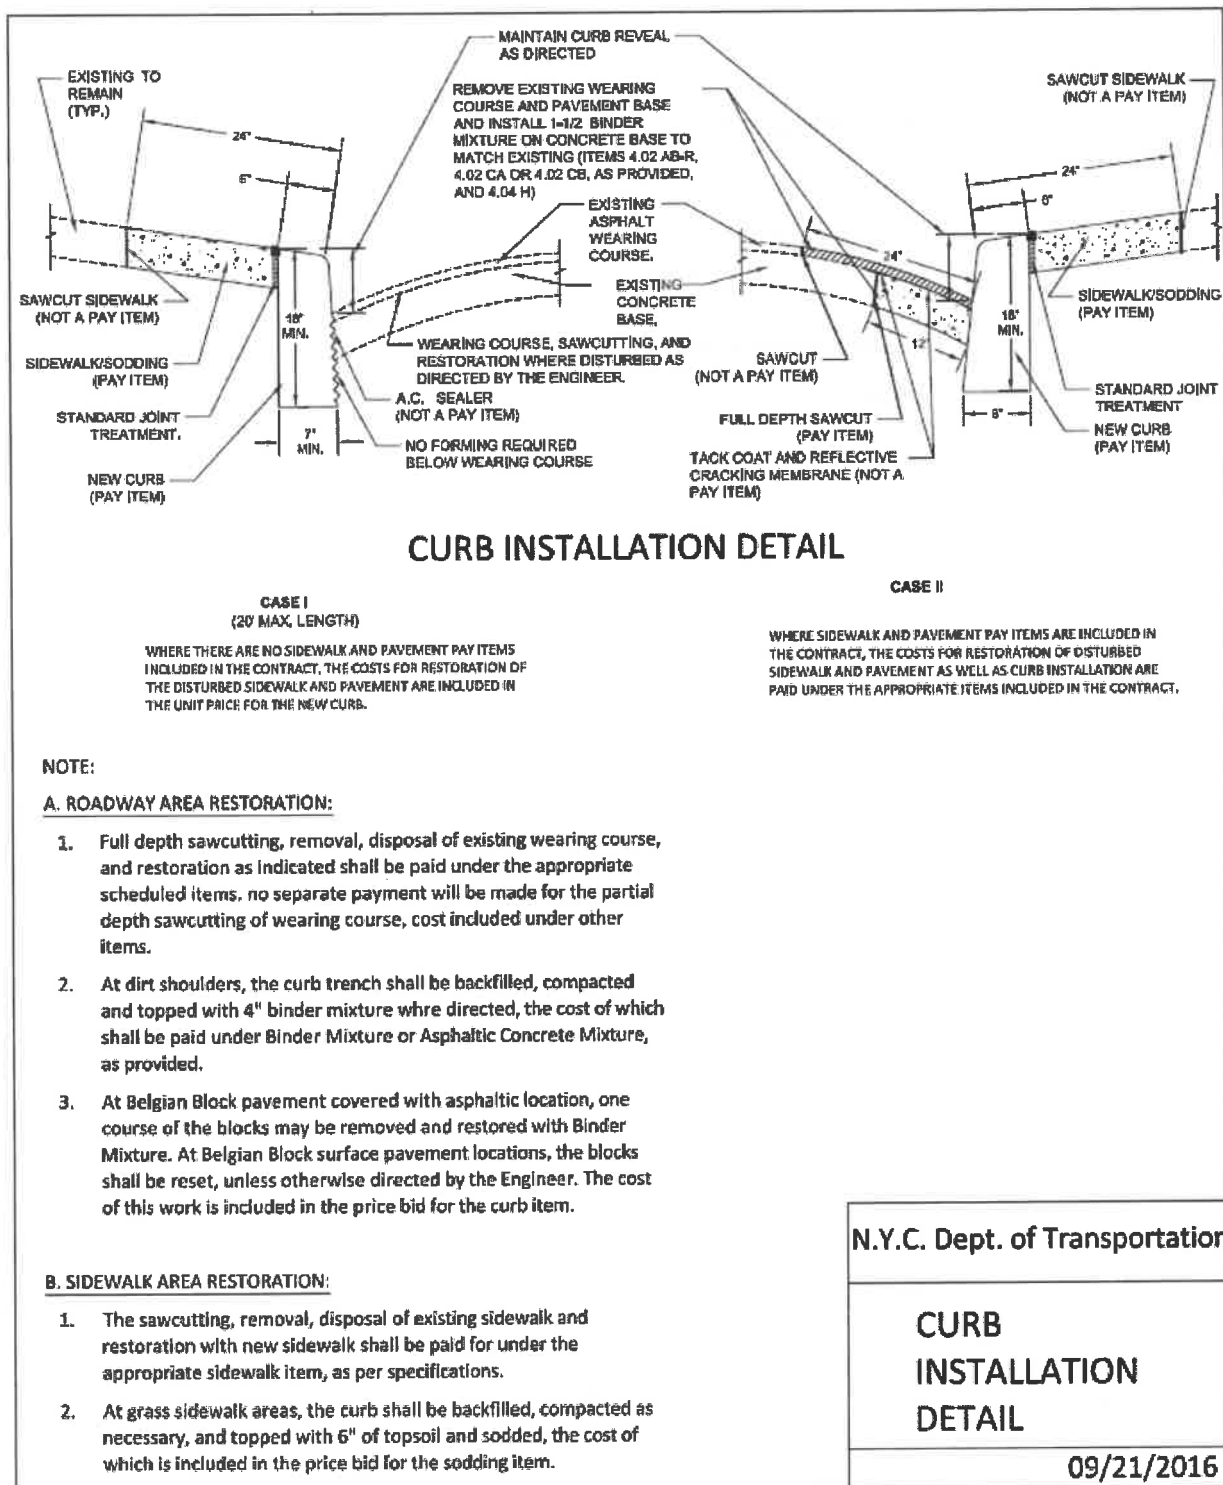 MAINTAIN CURB REVEAL
AS DIRECTED
EXISTING TO
REMAIN
(TYP.)
REMOVE EXISTING WEARING
COURSE AND PAVEMENT BASE
AND INSTALL 1-1/2 BINDER
MIXTURE ON CONCRETE BASE TO
MATCH EXISTING (ITEMS 4.02 AB-R,
4.02 CA OR 4.02 CB, AS PROVIDED,
AND 4.04 H)
SAWCUT SIDEWALK
(NOT A PAY ITEM)
24"
6"
24"
6"
EXISTING
ASPHALT
WEARING
COURSE.
24"
EXISTING
CONCRETE
BASE.
SAWCUT SIDEWALK
(NOT A PAY ITEM)
18"
MIN.
WEARING COURSE, SAWCUTTING, AND
RESTORATION WHERE DISTURBED AS
DIRECTED BY THE ENGINEER.
12"
18"
MIN.
SIDEWALK/SODDING
(PAY ITEM)
SIDEWALK/SODDING
(PAY ITEM)
SAWCUT
(NOT A PAY ITEM)
A.C. SEALER
(NOT A PAY ITEM)
STANDARD JOINT
TREATMENT.
FULL DEPTH SAWCUT
(PAY ITEM)
8"
STANDARD JOINT
TREATMENT
7"
MIN.
NO FORMING REQUIRED
BELOW WEARING COURSE
TACK COAT AND REFLECTIVE
CRACKING MEMBRANE (NOT A
PAY ITEM)
NEW CURB
(PAY ITEM)
NEW CURB
(PAY ITEM)
CURB INSTALLATION DETAIL
CASE I
(20' MAX. LENGTH)
WHERE THERE ARE NO SIDEWALK AND PAVEMENT PAY ITEMS
INCLUDED IN THE CONTRACT, THE COSTS FOR RESTORATION OF
THE DISTURBED SIDEWALK AND PAVEMENT ARE INCLUDED IN
THE UNIT PRICE FOR THE NEW CURB.
CASE II
WHERE SIDEWALK AND PAVEMENT PAY ITEMS ARE INCLUDED IN
THE CONTRACT, THE COSTS FOR RESTORATION OF DISTURBED
SIDEWALK AND PAVEMENT AS WELL AS CURB INSTALLATION ARE
PAID UNDER THE APPROPRIATE ITEMS INCLUDED IN THE CONTRACT.
NOTE:
A. ROADWAY AREA RESTORATION:
1. Full depth sawcutting, removal, disposal of existing wearing course,
and restoration as indicated shall be paid under the appropriate
scheduled items. no separate payment will be made for the partial
depth sawcutting of wearing course, cost included under other
items.
2. At dirt shoulders, the curb trench shall be backfilled, compacted
and topped with 4" binder mixture whre directed, the cost of which
shall be paid under Binder Mixture or Asphaltic Concrete Mixture,
as provided.
3. At Belgian Block pavement covered with asphaltic location, one
course of the blocks may be removed and restored with Binder
Mixture. At Belgian Block surface pavement locations, the blocks
shall be reset, unless otherwise directed by the Engineer. The cost
of this work is included in the price bid for the curb item.
B. SIDEWALK AREA RESTORATION:
1. The sawcutting, removal, disposal of existing sidewalk and
restoration with new sidewalk shall be paid for under the
appropriate sidewalk item, as per specifications.
2. At grass sidewalk areas, the curb shall be backfilled, compacted as
necessary, and topped with 6" of topsoil and sodded, the cost of
which is included in the price bid for the sodding item.
N.Y.C. Dept. of Transportation
CURB
INSTALLATION
DETAIL
09/21/2016